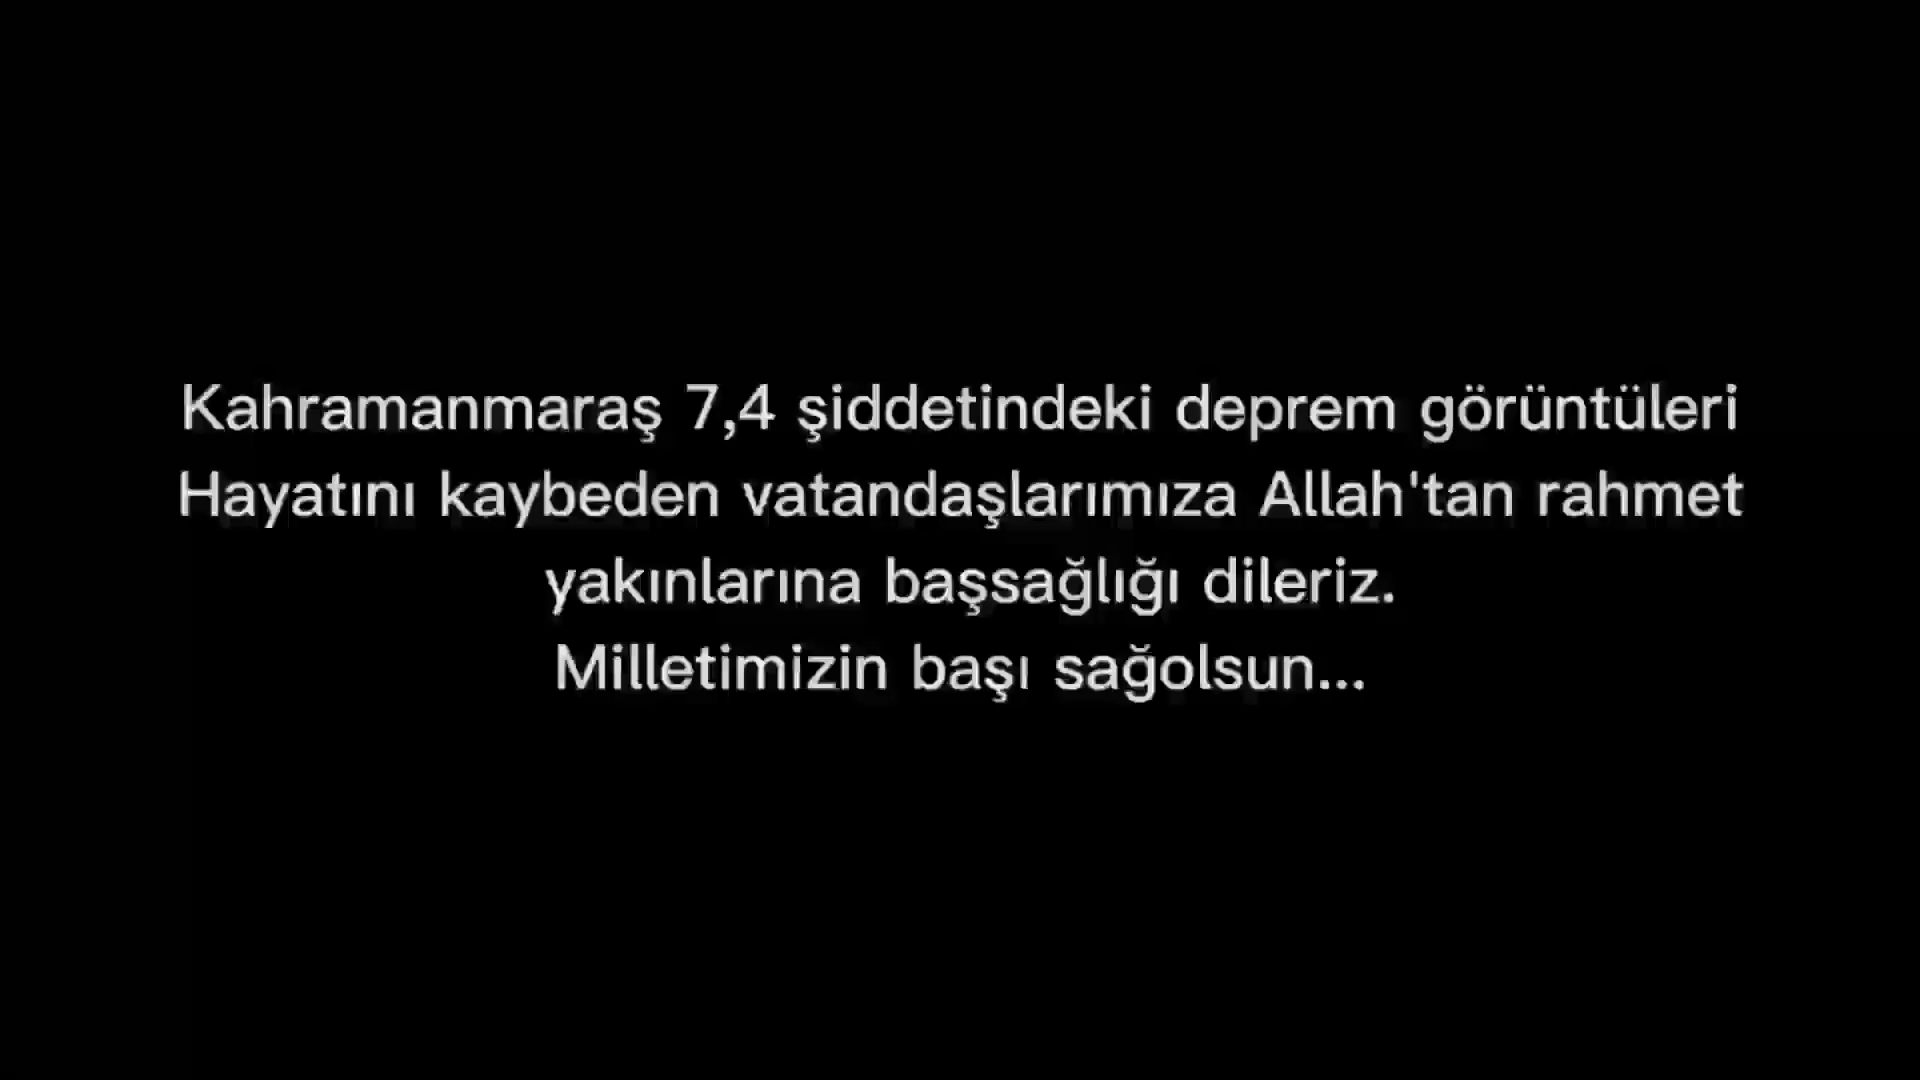 Kahramanmaraş 7,4 şiddetindeki deprem görüntüleri
Hayatını kaybeden vatandaşlarımıza Allah'tan rahmet
yakınlarına başsağlığı dileriz.
Milletimizin başı sağolsun...